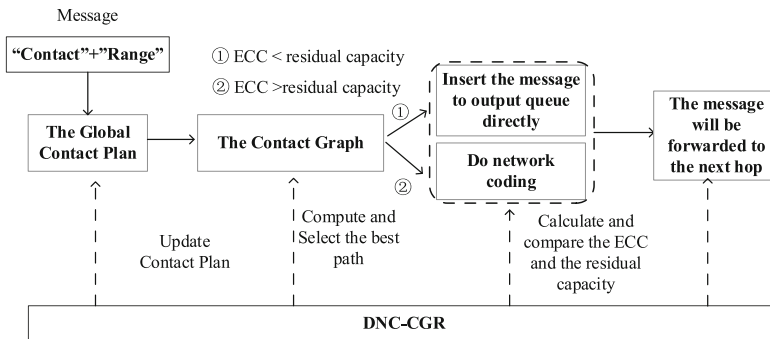 Message
“Contact”+”Range”
① ECC < residual capacity
② ECC >residual capacity
The Global
Contact Plan
The Contact Graph
①
②
Insert the message
to output queue
directly
Do network
coding
The message
will be
forwarded to
the next hop
Update
Contact Plan
Compute and
Select the best
path
Calculate and
compare the ECC
and the residual
capacity
DNC-CGR